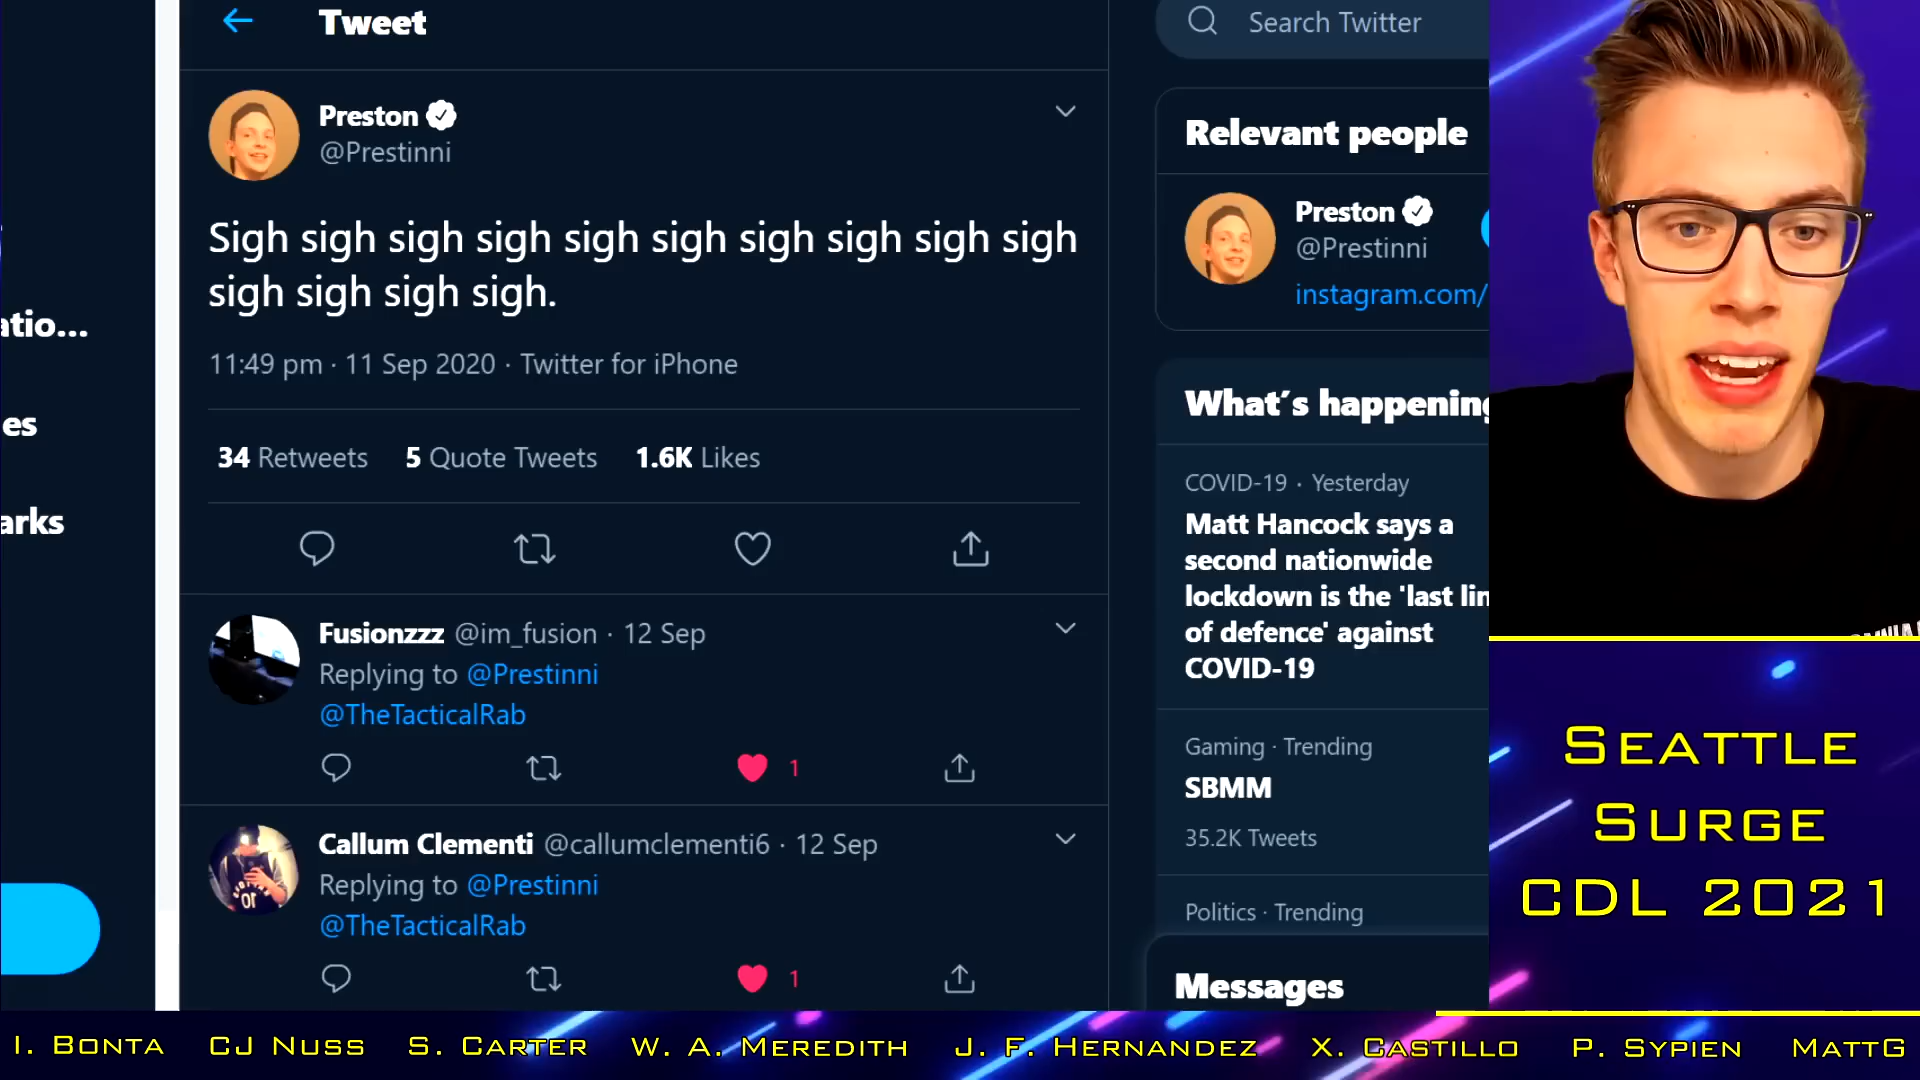 Tweet
Search Twitter
Preston
@Prestinni
Sigh sigh sigh sigh sigh sigh sigh sigh sigh sigh
sigh sigh sigh sigh.
11:49 pm · 11 Sep 2020 · Twitter for iPhone
34 Retweets 5 Quote Tweets 1.6K Likes
Fusionzzz @im_fusion · 12 Sep
Replying to @Prestinni
@TheTacticalRab
1
Callum Clementi @callumclementi6 · 12 Sep
Replying to @Prestinni
@TheTacticalRab
1
atio...
es
arks
Relevant people
Preston
@Prestinni
instagram.com/
What's happening
COVID-19 · Yesterday
Matt Hancock says a
second nationwide
lockdown is the 'last lin
of defence' against
COVID-19
Gaming · Trending
SBMM
35.2K Tweets
Politics · Trending
Messages
SEATTLE
SURGE
CDL 2021
I. BONTA CJ NUSS S. CARTER W. A. MEREDITH J. F. HERNANDEZ X. CASTILLO P. SYPIEN MATTG